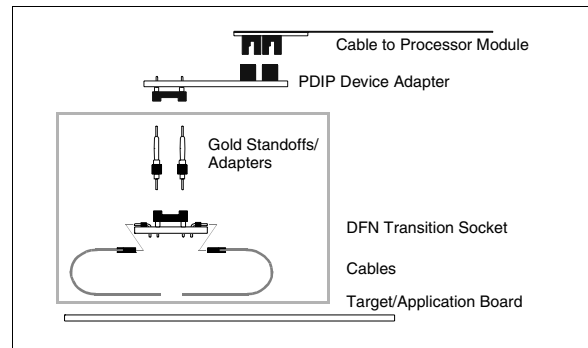 Cable to Processor Module
PDIP Device Adapter
Gold Standoffs/
Adapters
DFN Transition Socket
Cables
Target/Application Board